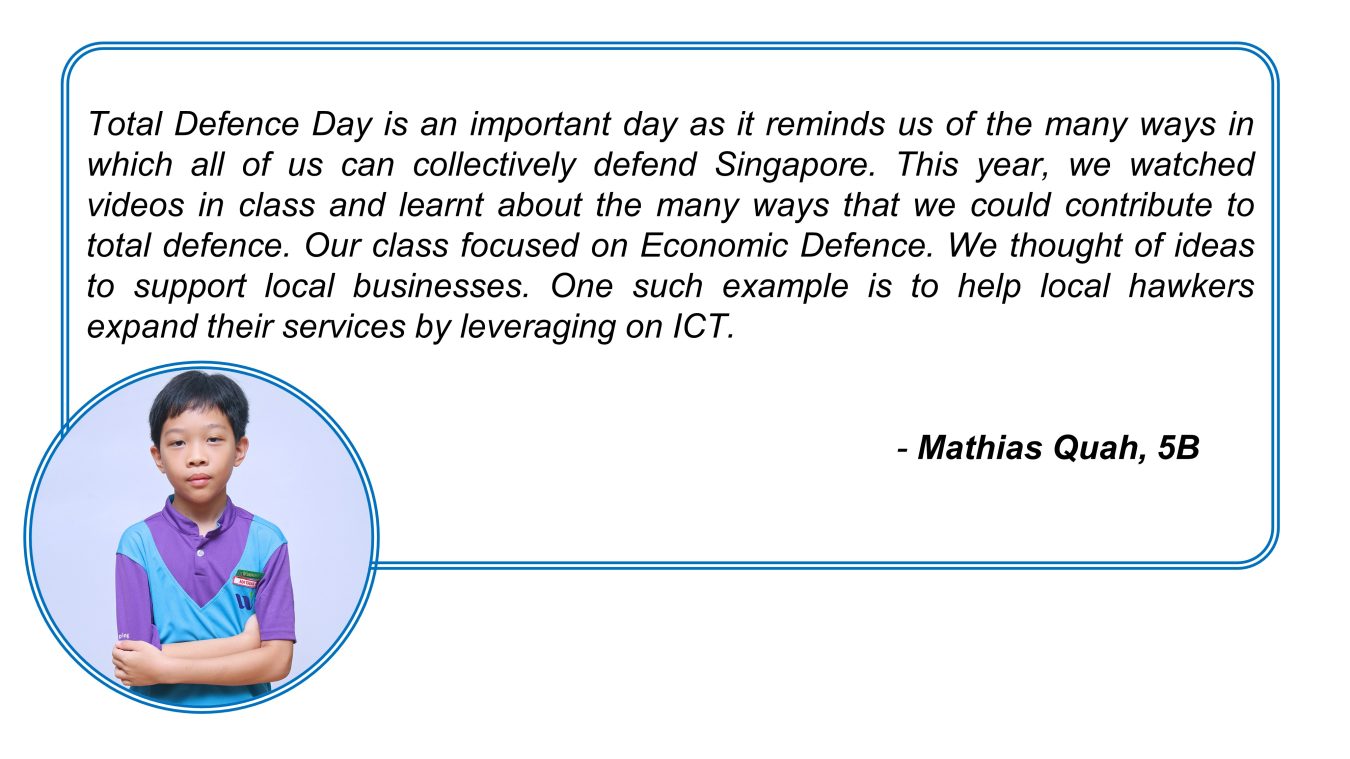 Total Defence Day is an important day as it reminds us of the many ways in
which all of us can collectively defend Singapore. This year, we watched
videos in class and learnt about the many ways that we could contribute to
total defence. Our class focused on Economic Defence. We thought of ideas
to support local businesses. One such example is to help local hawkers
expand their services by leveraging on ICT.
- Mathias Quah, 5B